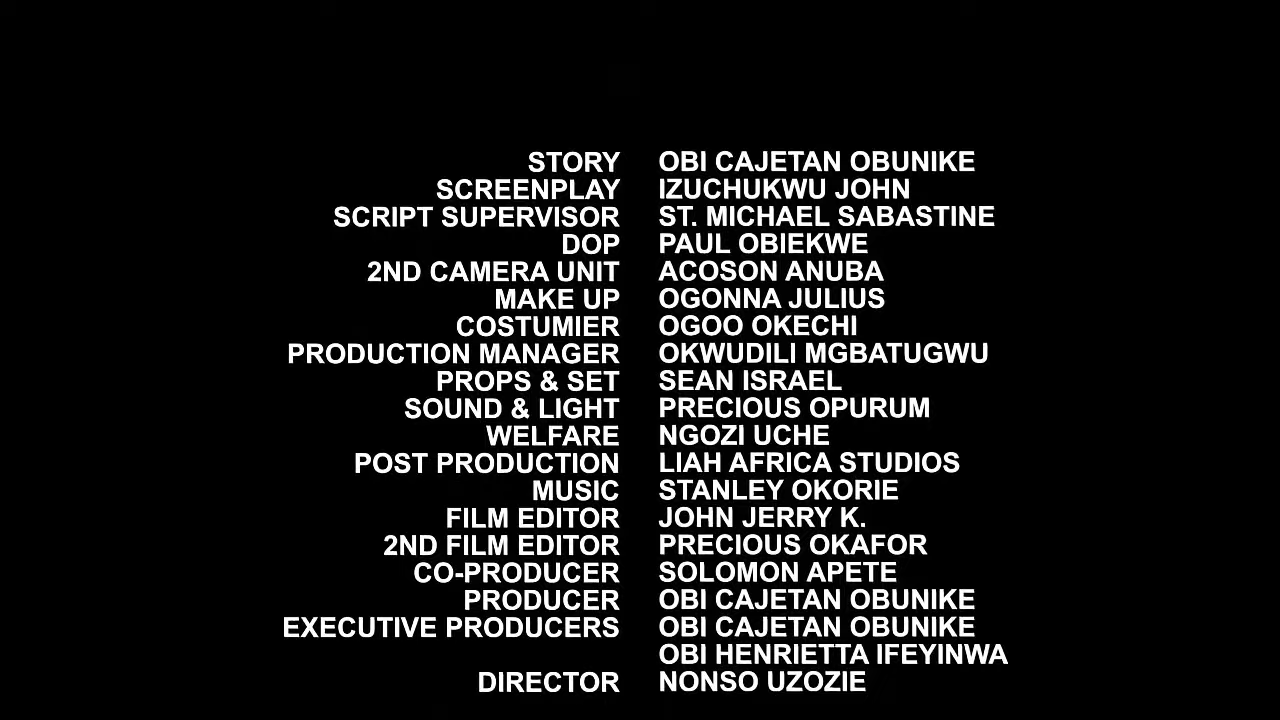 STORY OBI CAJETAN OBUNIKE
SCREENPLAY IZUCHUKWU JOHN
SCRIPT SUPERVISOR ST. MICHAEL SABASTINE
DOP PAUL OBIEKWE
2ND CAMERA UNIT ACOSON ANUBA
MAKE UP OGONNA JULIUS
COSTUMIER OGOO OKECHI
PRODUCTION MANAGER OKWUDILI MGBATUGWU
PROPS & SET SEAN ISRAEL
SOUND & LIGHT PRECIOUS OPURUM
WELFARE NGOZI UCHE
POST PRODUCTION LIAH AFRICA STUDIOS
MUSIC STANLEY OKORIE
FILM EDITOR JOHN JERRY K.
2ND FILM EDITOR PRECIOUS OKAFOR
CO-PRODUCER SOLOMON APETE
PRODUCER OBI CAJETAN OBUNIKE
EXECUTIVE PRODUCERS OBI CAJETAN OBUNIKE
OBI HENRIETTA IFEYINWA
DIRECTOR NONSO UZOZIE